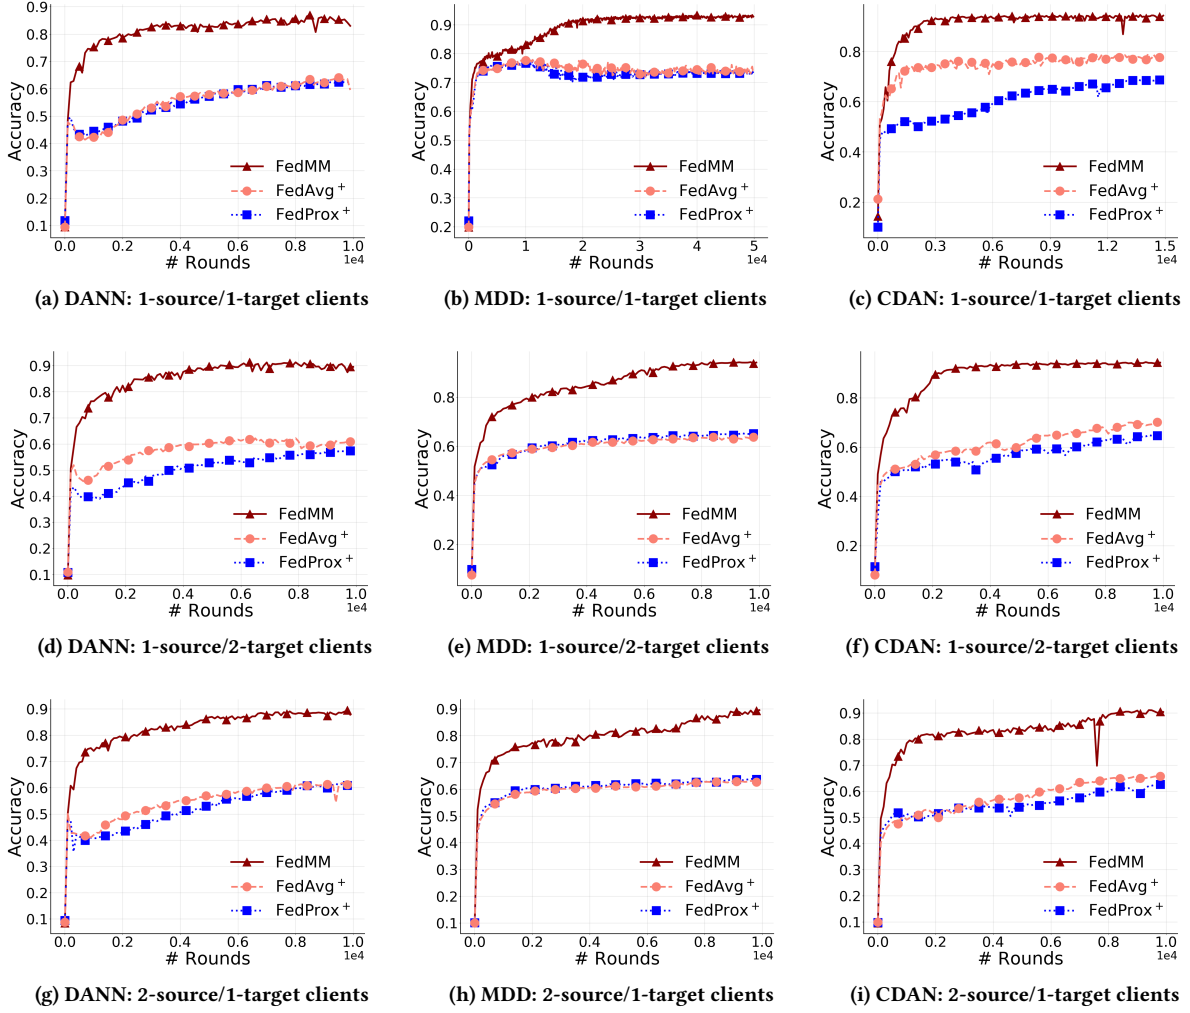 0.9
0.8
0.7
0.6
0.5
0.4
0.3
0.2
0.1
Accuracy
FedMM
FedAvg+
FedProx+
0.0 0.2 0.4 0.6 0.8 1.0
1e4
# Rounds
(a) DANN: 1-source/1-target clients
1.0
0.9
0.8
0.7
0.6
0.5
0.4
0.3
0.2
Accuracy
FedMM
FedAvg+
FedProx+
0 1 2 3 4 5
1e4
# Rounds
(b) MDD: 1-source/1-target clients
0.8
0.6
0.4
0.2
Accuracy
FedMM
FedAvg+
FedProx+
0.0 0.3 0.6 0.9 1.2 1.5
1e4
# Rounds
(c) CDAN: 1-source/1-target clients
0.9
0.8
0.7
0.6
0.5
0.4
0.3
0.2
0.1
Accuracy
FedMM
FedAvg+
FedProx+
0.0 0.2 0.4 0.6 0.8 1.0
1e4
# Rounds
(d) DANN: 1-source/2-target clients
0.8
0.6
0.4
0.2
Accuracy
FedMM
FedAvg+
FedProx+
0.0 0.2 0.4 0.6 0.8 1.0
1e4
# Rounds
(e) MDD: 1-source/2-target clients
0.8
0.6
0.4
0.2
Accuracy
FedMM
FedAvg+
FedProx+
0.0 0.2 0.4 0.6 0.8 1.0
1e4
# Rounds
(f) CDAN: 1-source/2-target clients
0.9
0.8
0.7
0.6
0.5
0.4
0.3
0.2
0.1
Accuracy
FedMM
FedAvg+
FedProx+
0.0 0.2 0.4 0.6 0.8 1.0
1e4
# Rounds
(g) DANN: 2-source/1-target clients
0.9
0.8
0.7
0.6
0.5
0.4
0.3
0.2
0.1
Accuracy
FedMM
FedAvg+
FedProx+
0.0 0.2 0.4 0.6 0.8 1.0
1e4
# Rounds
(h) MDD: 2-source/1-target clients
0.9
0.8
0.7
0.6
0.5
0.4
0.3
0.2
0.1
Accuracy
FedMM
FedAvg+
FedProx+
0.0 0.2 0.4 0.6 0.8 1.0
1e4
# Rounds
(i) CDAN: 2-source/1-target clients